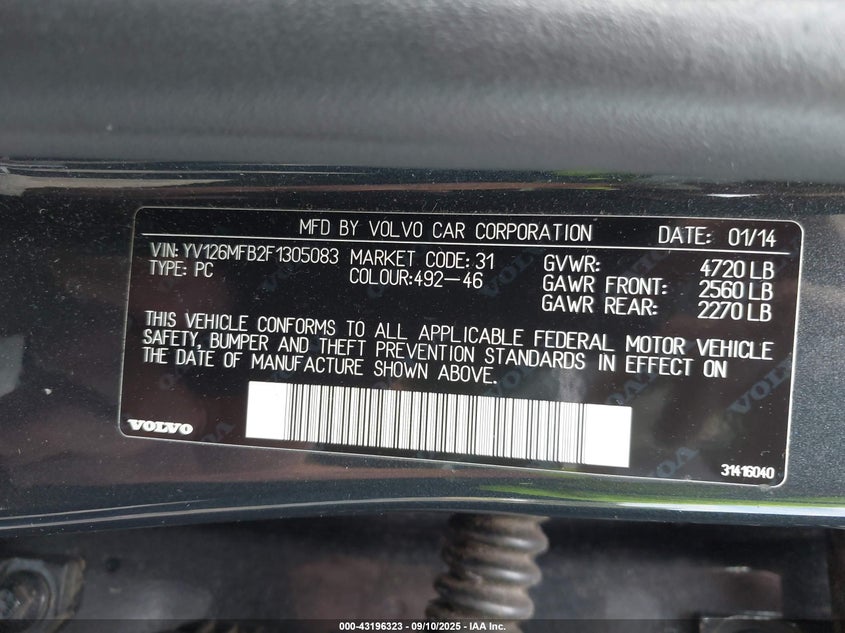 MFD BY VOLVO CAR CORPORATION DATE: 01/14
VIN: YV126MFB2F1305083 MARKET CODE: 31 GVWR: 4720 LB
TYPE: PC COLOUR:492-46 GAWR FRONT: 2560 LB
GAWR REAR: 2270 LB
THIS VEHICLE CONFORMS TO ALL APPLICABLE FEDERAL MOTOR VEHICLE
SAFETY, BUMPER AND THEFT PREVENTION STANDARDS IN EFFECT ON
THE DATE OF MANUFACTURE SHOWN ABOVE.
VOLVO
31416040
000-43196323 - 09/10/2025 - IAA Inc.